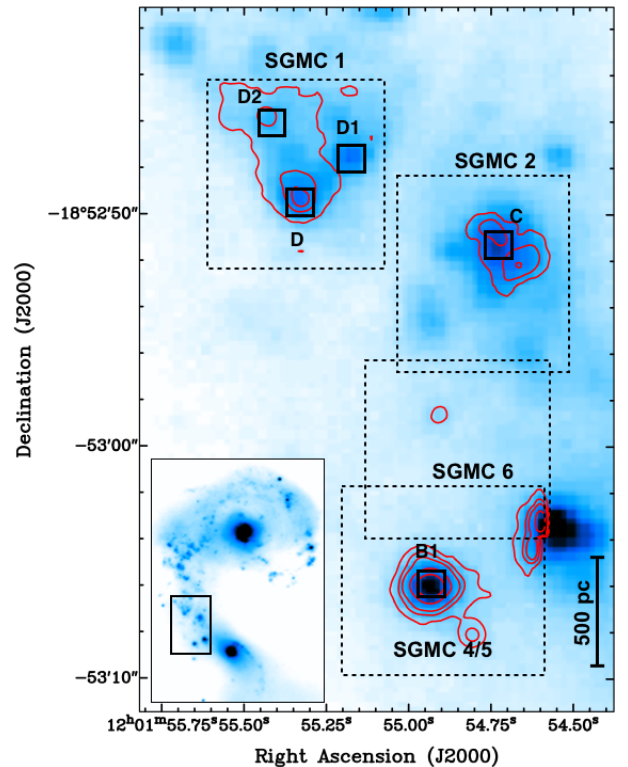 SGMC 1
D2
D1
SGMC 2
−18°52′50″
D
C
Declination (J2000)
−53′00″
SGMC 6
B1
500 pc
SGMC 4/5
−53′10″
12ʰ01ᵐ55.75ˢ 55.50ˢ 55.25ˢ 55.00ˢ 54.75ˢ 54.50ˢ
Right Ascension (J2000)